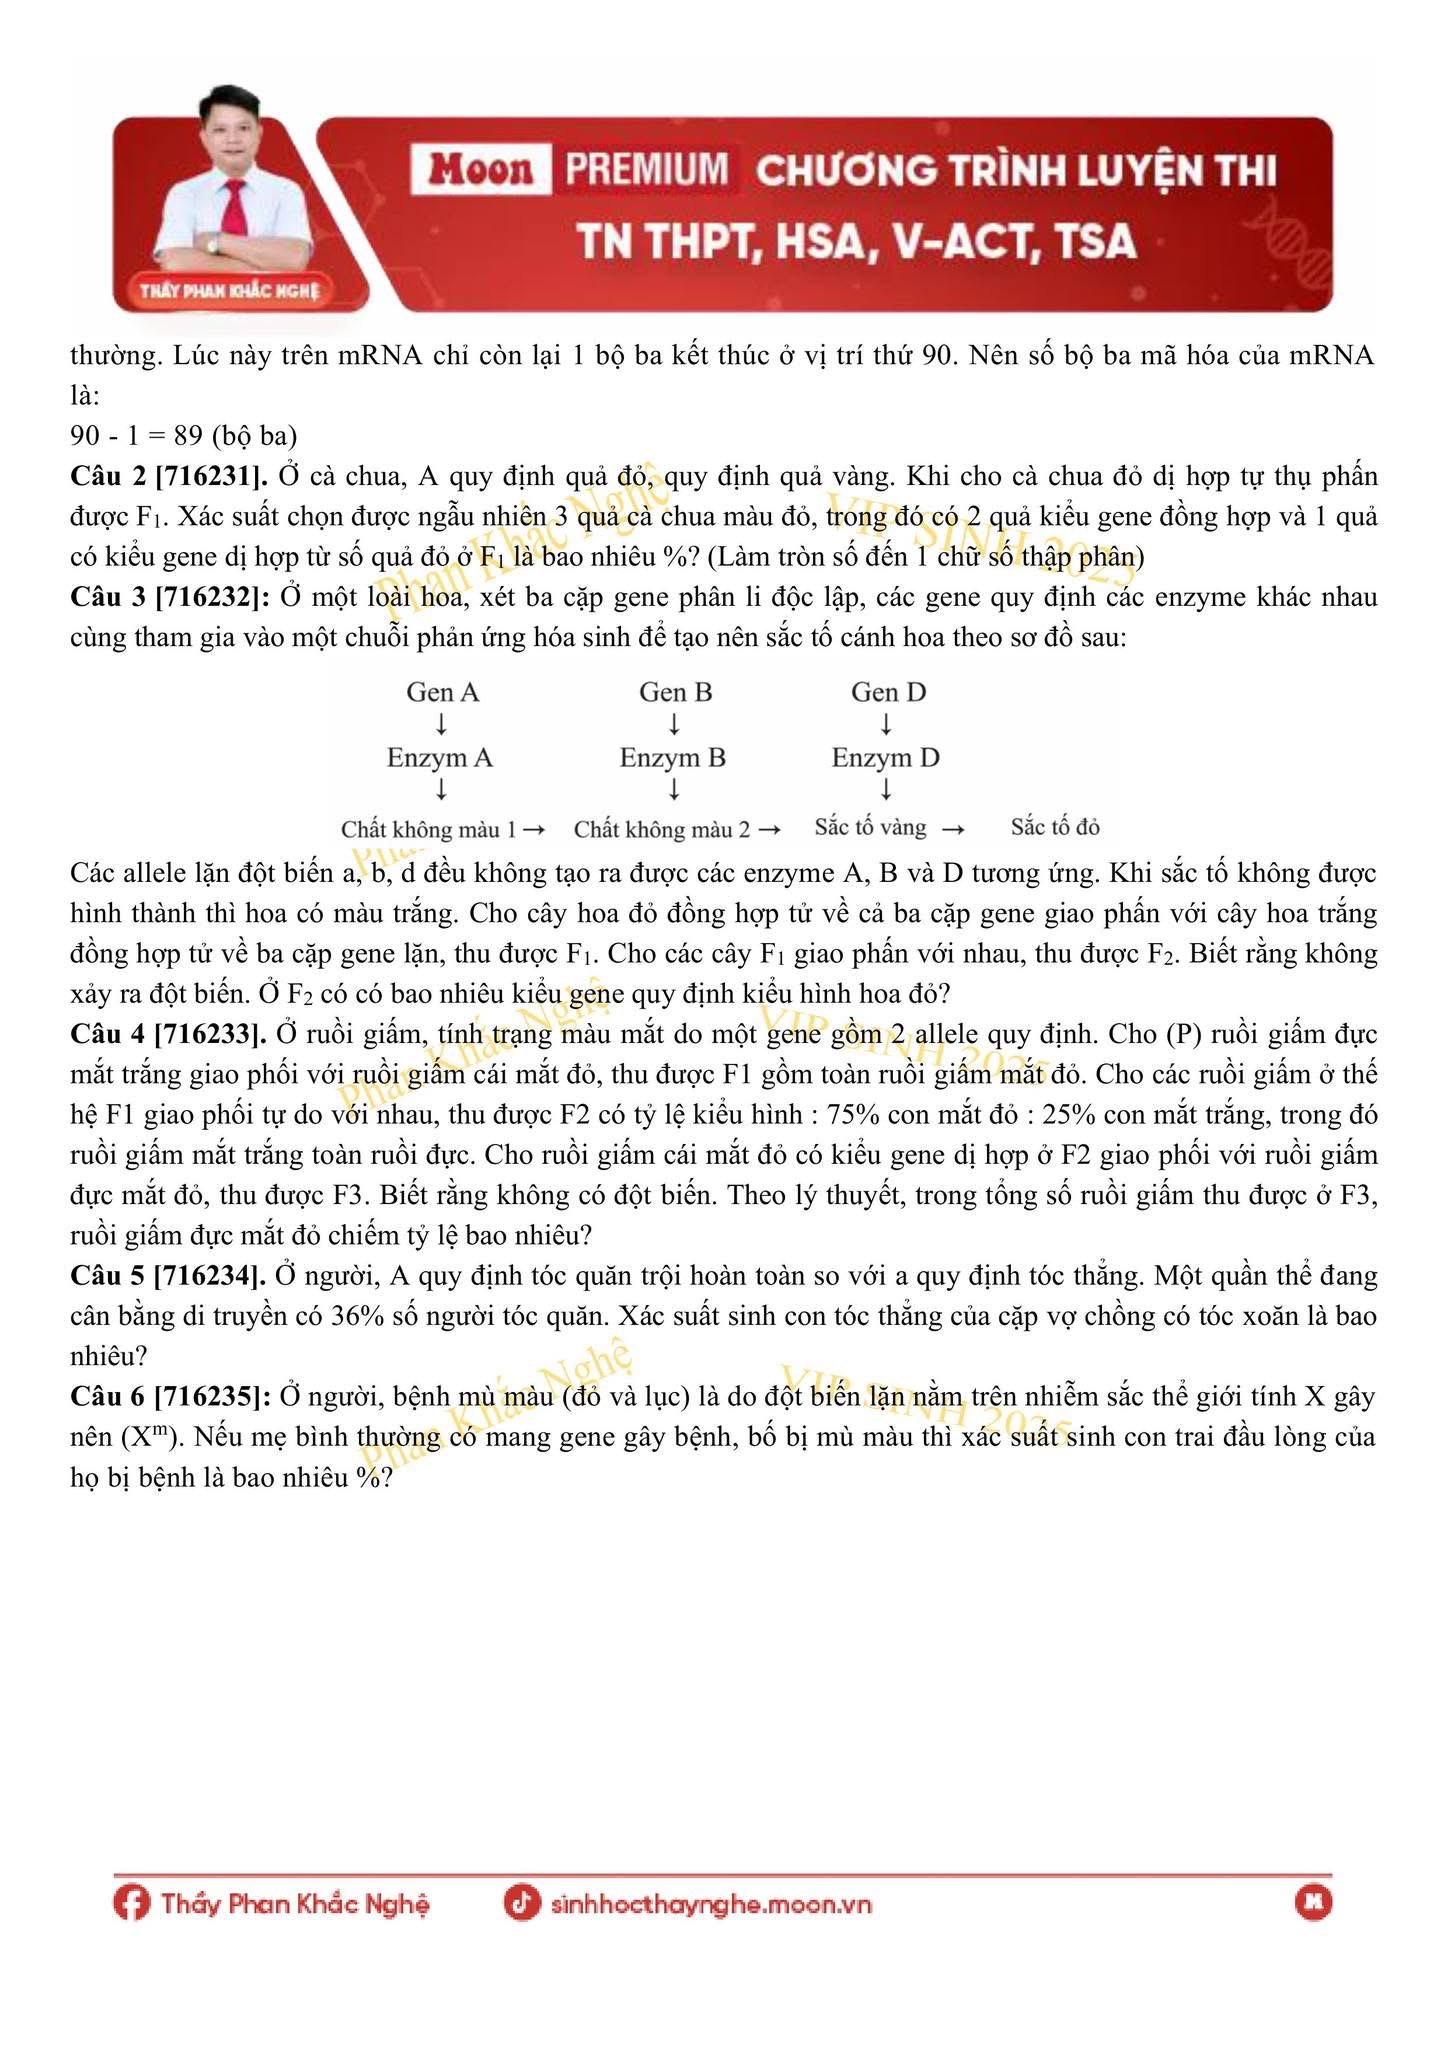 Moon PREMIUM CHƯƠNG TRÌNH LUYỆN THI
TN THPT, HSA, V-ACT, TSA
THẦY PHAN KHẮC NGHỆ
thường. Lúc này trên mRNA chỉ còn lại 1 bộ ba kết thúc ở vị trí thứ 90. Nên số bộ ba mã hóa của mRNA
là:
90 - 1 = 89 (bộ ba)
Câu 2 [716231]. Ở cà chua, A quy định quả đỏ, quy định quả vàng. Khi cho cà chua đỏ dị hợp tự thụ phấn
được F1. Xác suất chọn được ngẫu nhiên 3 quả cà chua màu đỏ, trong đó có 2 quả kiểu gene đồng hợp và 1 quả
có kiểu gene dị hợp từ số quả đỏ ở F1 là bao nhiêu %? (Làm tròn số đến 1 chữ số thập phân)
Phan Khắc Nghệ
VIP SINH 2025
Câu 3 [716232]: Ở một loài hoa, xét ba cặp gene phân li độc lập, các gene quy định các enzyme khác nhau
cùng tham gia vào một chuỗi phản ứng hóa sinh để tạo nên sắc tố cánh hoa theo sơ đồ sau:
Gen A Gen B Gen D
↓ ↓ ↓
Enzym A Enzym B Enzym D
↓ ↓ ↓
Chất không màu 1 → Chất không màu 2 → Sắc tố vàng → Sắc tố đỏ
Các allele lặn đột biến a, b, d đều không tạo ra được các enzyme A, B và D tương ứng. Khi sắc tố không được
hình thành thì hoa có màu trắng. Cho cây hoa đỏ đồng hợp tử về cả ba cặp gene giao phấn với cây hoa trắng
đồng hợp tử về ba cặp gene lặn, thu được F1. Cho các cây F1 giao phấn với nhau, thu được F2. Biết rằng không
xảy ra đột biến. Ở F2 có có bao nhiêu kiểu gene quy định kiểu hình hoa đỏ?
Phan Khắc Nghệ
VIP SINH 2025
Câu 4 [716233]. Ở ruồi giấm, tính trạng màu mắt do một gene gồm 2 allele quy định. Cho (P) ruồi giấm đực
mắt trắng giao phối với ruồi giấm cái mắt đỏ, thu được F1 gồm toàn ruồi giấm mắt đỏ. Cho các ruồi giấm ở thế
hệ F1 giao phối tự do với nhau, thu được F2 có tỷ lệ kiểu hình : 75% con mắt đỏ : 25% con mắt trắng, trong đó
ruồi giấm mắt trắng toàn ruồi đực. Cho ruồi giấm cái mắt đỏ có kiểu gene dị hợp ở F2 giao phối với ruồi giấm
đực mắt đỏ, thu được F3. Biết rằng không có đột biến. Theo lý thuyết, trong tổng số ruồi giấm thu được ở F3,
ruồi giấm đực mắt đỏ chiếm tỷ lệ bao nhiêu?
Câu 5 [716234]. Ở người, A quy định tóc quăn trội hoàn toàn so với a quy định tóc thẳng. Một quần thể đang
cân bằng di truyền có 36% số người tóc quăn. Xác suất sinh con tóc thẳng của cặp vợ chồng có tóc xoăn là bao
nhiêu?
Phan Khắc Nghệ
VIP SINH 2025
Câu 6 [716235]: Ở người, bệnh mù màu (đỏ và lục) là do đột biến lặn nằm trên nhiễm sắc thể giới tính X gây
nên (Xᵐ). Nếu mẹ bình thường có mang gene gây bệnh, bố bị mù màu thì xác suất sinh con trai đầu lòng của
họ bị bệnh là bao nhiêu %?
Thầy Phan Khắc Nghệ sinhhocthaynghe.moon.vn M